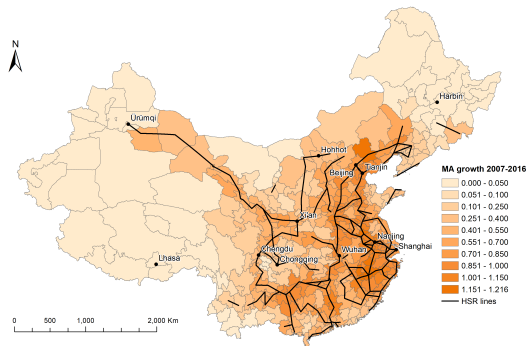 N
Harbin
Ürümqi
Hohhot
Beijing
Tianjin
Xian
Nanjing
Shanghai
Chengdu
Wuhan
Chongqing
Lhasa
MA growth 2007-2016
0.000 - 0.050
0.051 - 0.100
0.101 - 0.250
0.251 - 0.400
0.401 - 0.550
0.551 - 0.700
0.701 - 0.850
0.851 - 1.000
1.001 - 1.150
1.151 - 1.216
HSR lines
0 500 1,000 2,000 Km